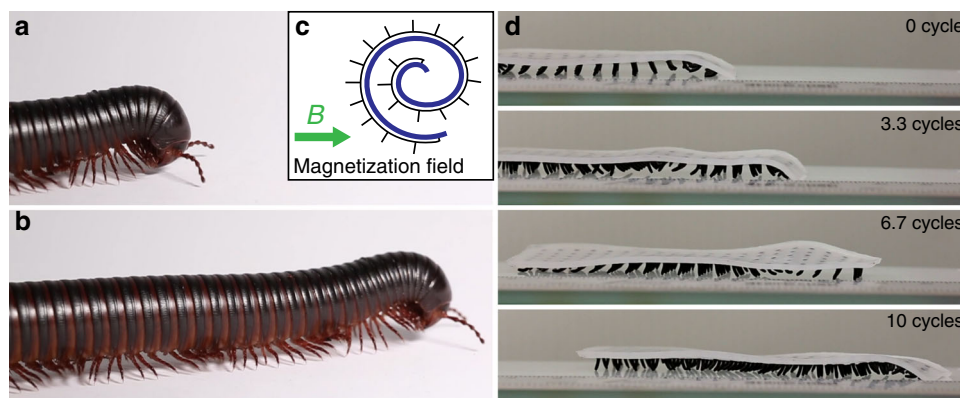 a
c
B
Magnetization field
d
0 cycle
3.3 cycles
b
6.7 cycles
10 cycles